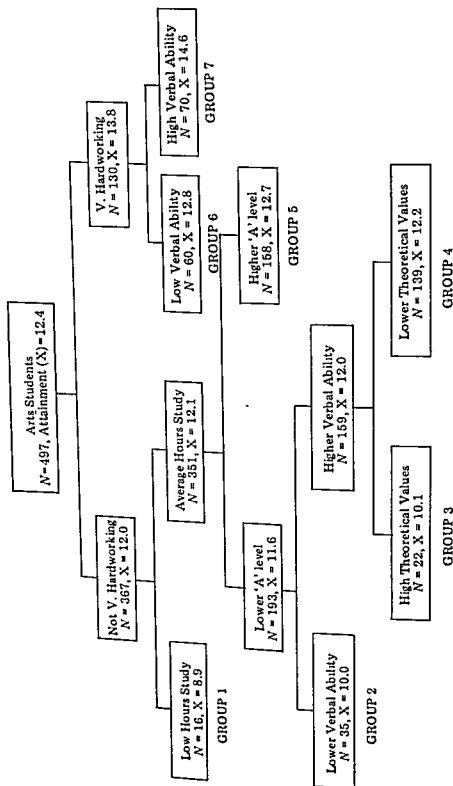 Arts Students
N=497, Attainment (X) =12.4
Not V. Hardworking
N = 367, X = 12.0
V. Hardworking
N = 130, X = 13.8
Low Hours Study
N = 16, X = 8.9
GROUP 1
Average Hours Study
N = 351, X = 12.1
Low Verbal Ability
N = 60, X = 12.8
GROUP 6
High Verbal Ability
N = 70, X = 14.6
GROUP 7
Lower 'A' level
N = 193, X = 11.6
Higher 'A' level
N = 158, X = 12.7
GROUP 5
Lower Verbal Ability
N = 35, X = 10.0
GROUP 2
Higher Verbal Ability
N = 159, X = 12.0
High Theoretical Values
N = 22, X = 10.1
GROUP 3
Lower Theoretical Values
N = 139, X = 12.2
GROUP 4